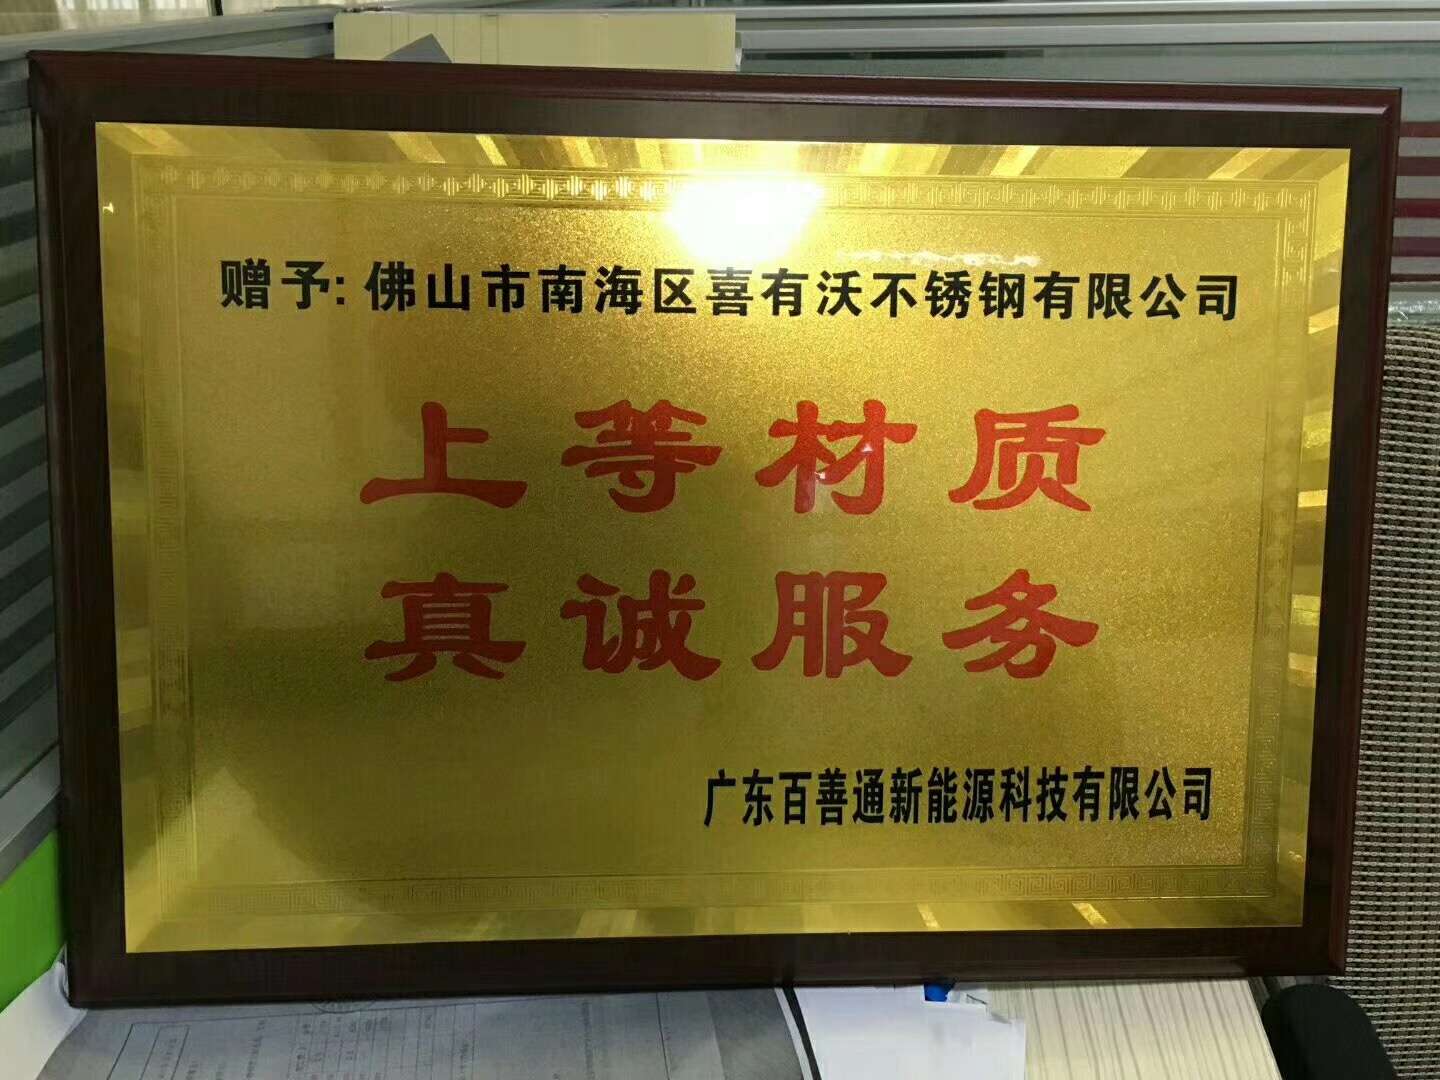 赠予:佛山市南海区喜有沃不锈钢有限公司
上等材质
真诚服务
广东百善通新能源科技有限公司